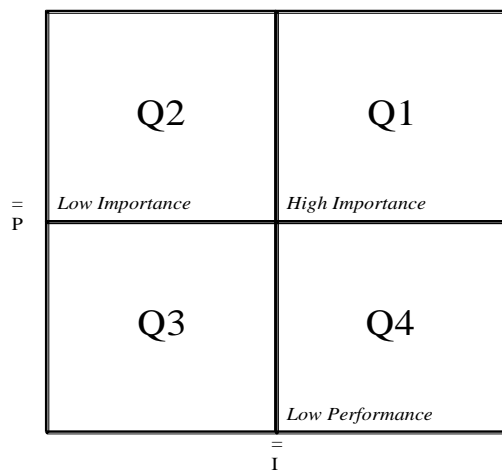 Q2 Q1
Low Importance High Importance
=
P
Q3 Q4
Low Performance
=
I